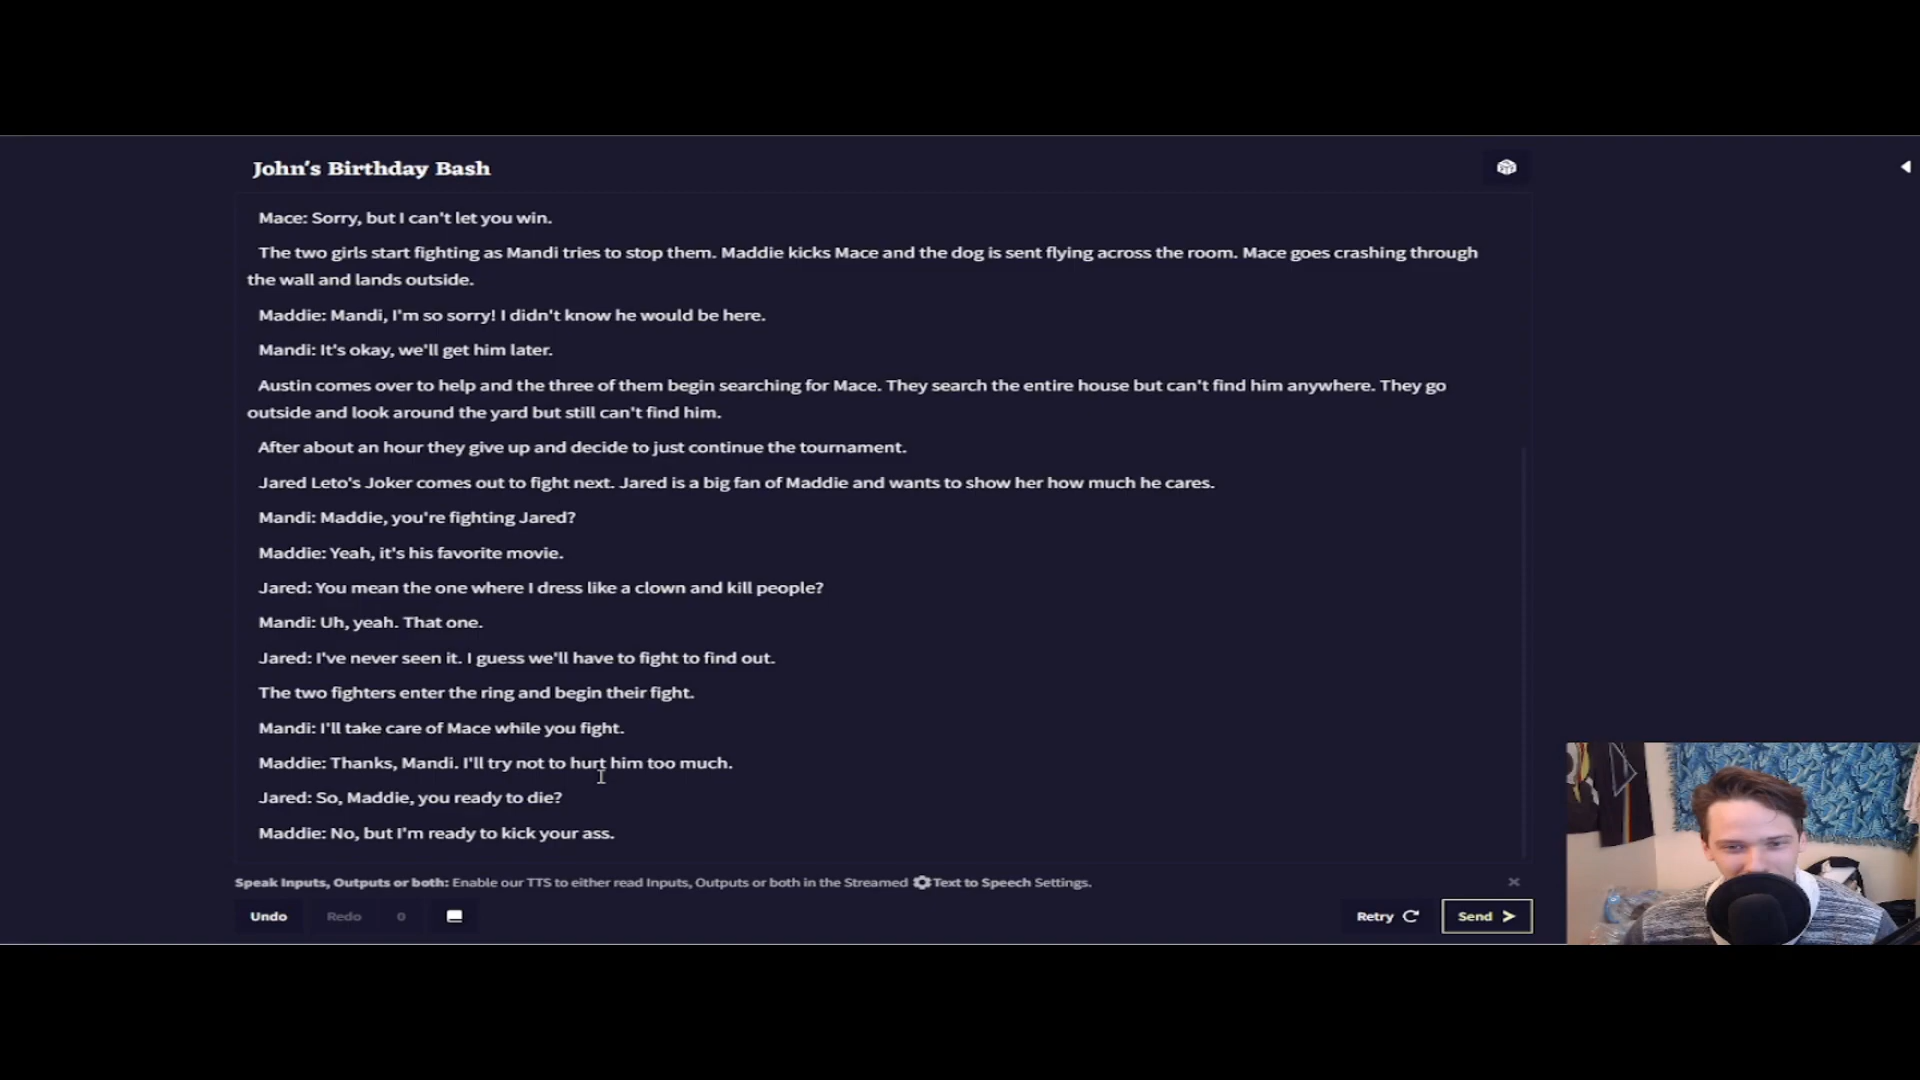 John's Birthday Bash
Mace: Sorry, but I can't let you win.
The two girls start fighting as Mandi tries to stop them. Maddie kicks Mace and the dog is sent flying across the room. Mace goes crashing through
the wall and lands outside.
Maddie: Mandi, I'm so sorry! I didn't know he would be here.
Mandi: It's okay, we'll get him later.
Austin comes over to help and the three of them begin searching for Mace. They search the entire house but can't find him anywhere. They go
outside and look around the yard but still can't find him.
After about an hour they give up and decide to just continue the tournament.
Jared Leto's Joker comes out to fight next. Jared is a big fan of Maddie and wants to show her how much he cares.
Mandi: Maddie, you're fighting Jared?
Maddie: Yeah, it's his favorite movie.
Jared: You mean the one where I dress like a clown and kill people?
Mandi: Uh, yeah. That one.
Jared: I've never seen it. I guess we'll have to fight to find out.
The two fighters enter the ring and begin their fight.
Mandi: I'll take care of Mace while you fight.
Maddie: Thanks, Mandi. I'll try not to hurt him too much.
Jared: So, Maddie, you ready to die?
Maddie: No, but I'm ready to kick your ass.
Speak Inputs, Outputs or both: Enable our TTS to either read Inputs, Outputs or both in the Streamed Text to Speech Settings.
Undo Redo 0 Retry Send